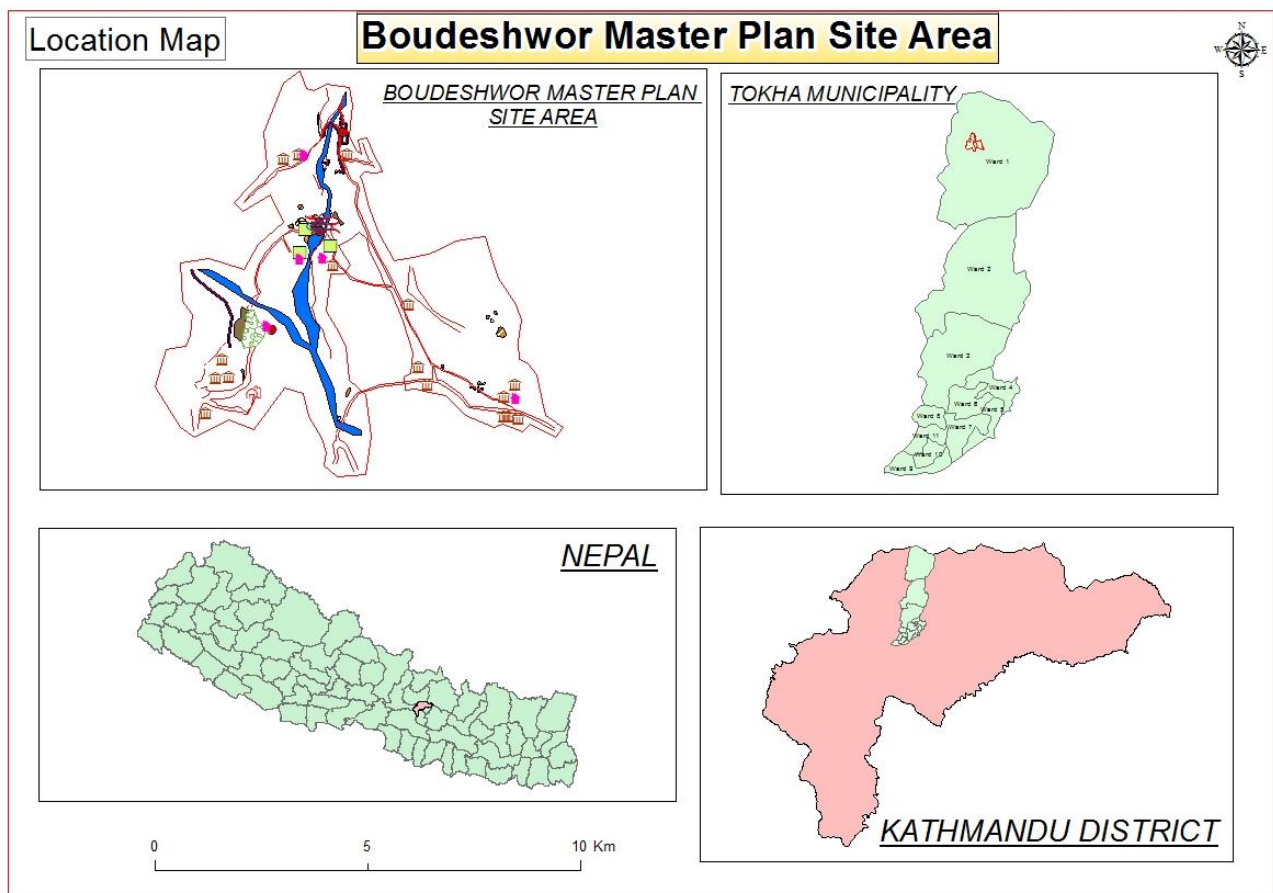 Location Map
Boudeshwor Master Plan Site Area
N
W E
S
BOUDESHWOR MASTER PLAN
SITE AREA
TOKHA MUNICIPALITY
Ward 1
Ward 2
Ward 3
Ward 4
Ward 6
Ward 5
Ward 8
Ward 7
Ward 11
Ward 10
Ward 9
NEPAL
KATHMANDU DISTRICT
0 5 10 Km